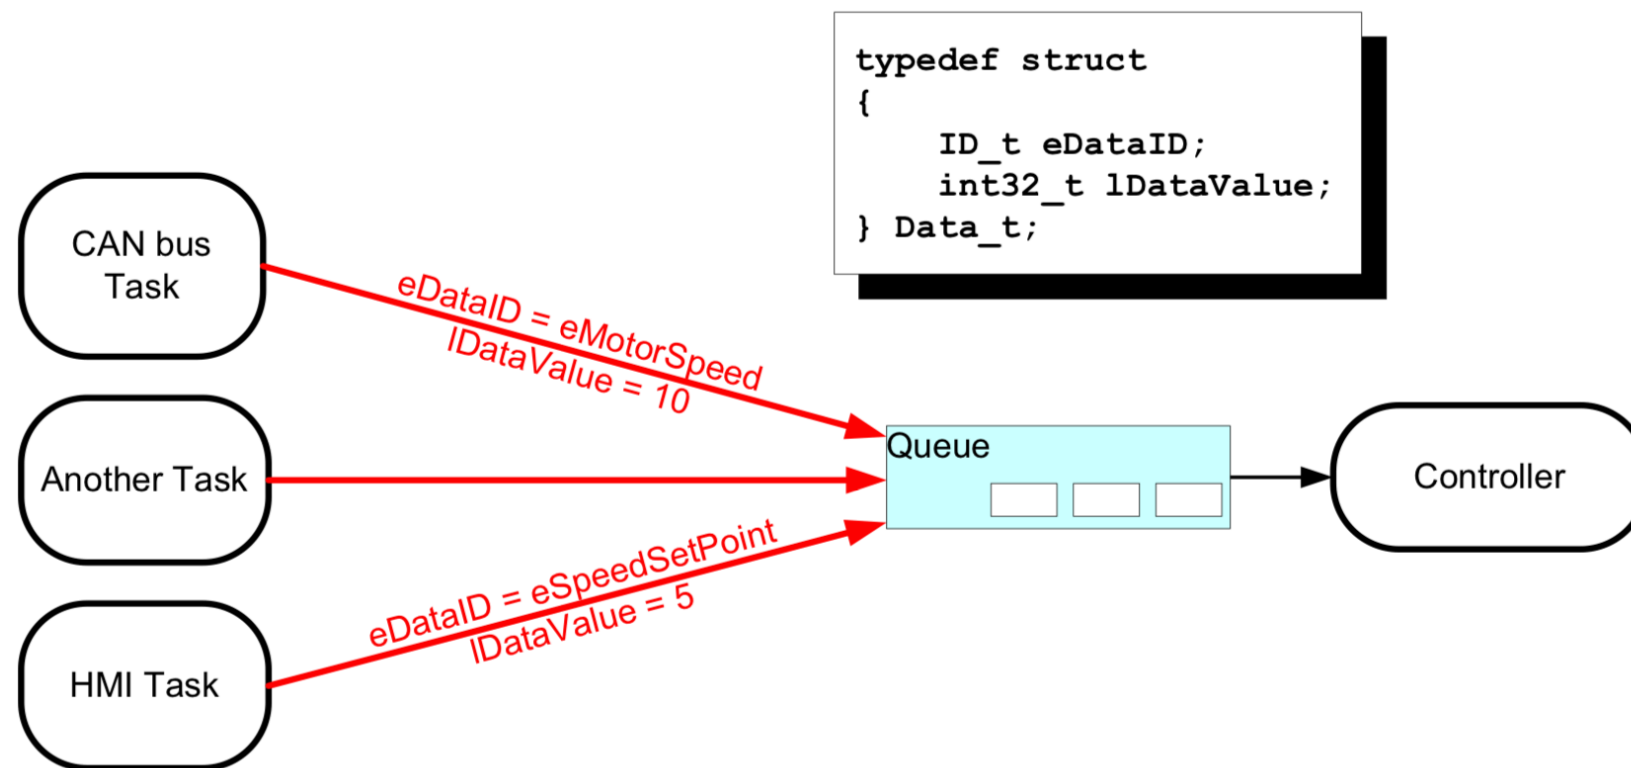 typedef struct
{
ID_t eDataID;
int32_t lDataValue;
} Data_t;
CAN bus
Task
eDataID = eMotorSpeed
lDataValue = 10
Another Task
Queue
Controller
eDataID = eSpeedSetPoint
lDataValue = 5
HMI Task